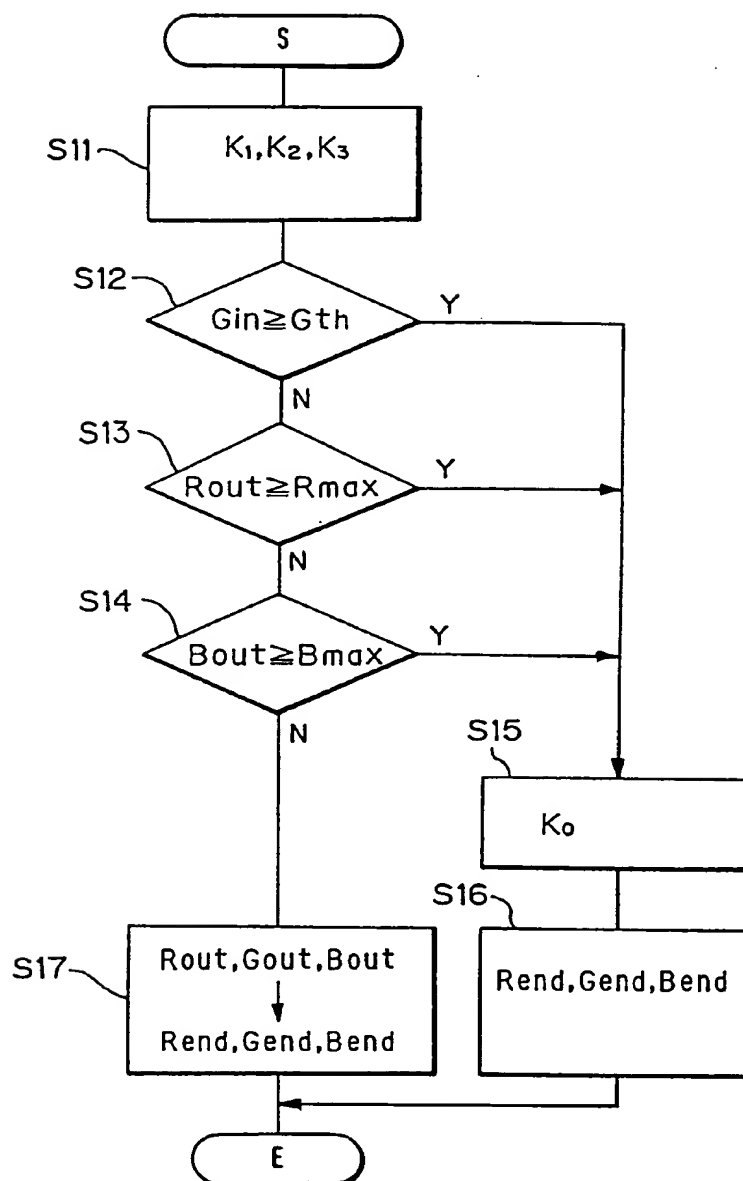 S
S11
K₁,K₂,K₃
S12
Gin≧Gth
Y
N
S13
Rout≧Rmax
Y
N
S14
Bout≧Bmax
Y
N
S15
K₀
S16
Rend,Gend,Bend
S17
Rout,Gout,Bout
Rend,Gend,Bend
E